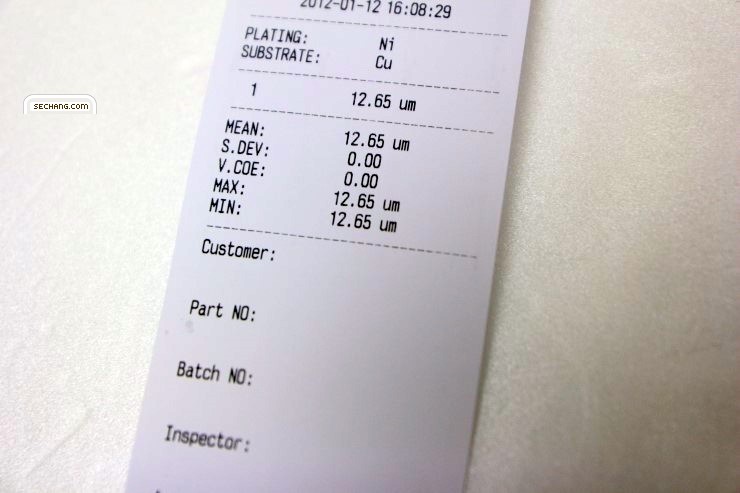 2012-01-12 16:08:29
PLATING: Ni
SUBSTRATE: Cu
1 12.65 um
MEAN: 12.65 um
S.DEV: 0.00
V.COE: 0.00
MAX: 12.65 um
MIN: 12.65 um
Customer:
Part NO:
Batch NO:
Inspector:
SECHANG.COM